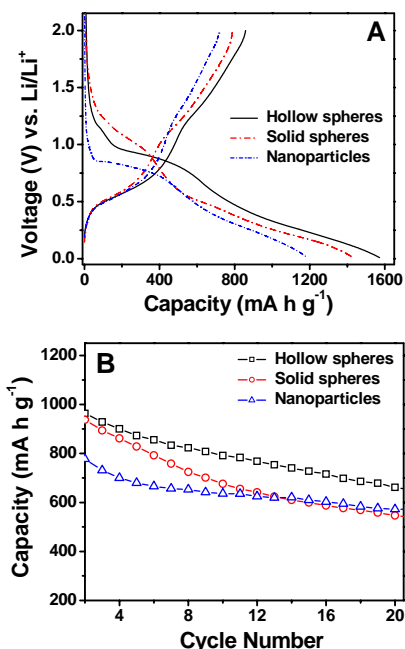 A
2.0
1.5
1.0
0.5
0.0
Voltage (V) vs. Li/Li⁺
Hollow spheres
Solid spheres
Nanoparticles
0 400 800 1200 1600
Capacity (mA h g⁻¹)
B
1200
1000
800
600
400
200
Capacity (mA h g⁻¹)
Hollow spheres
Solid spheres
Nanoparticles
4 8 12 16 20
Cycle Number